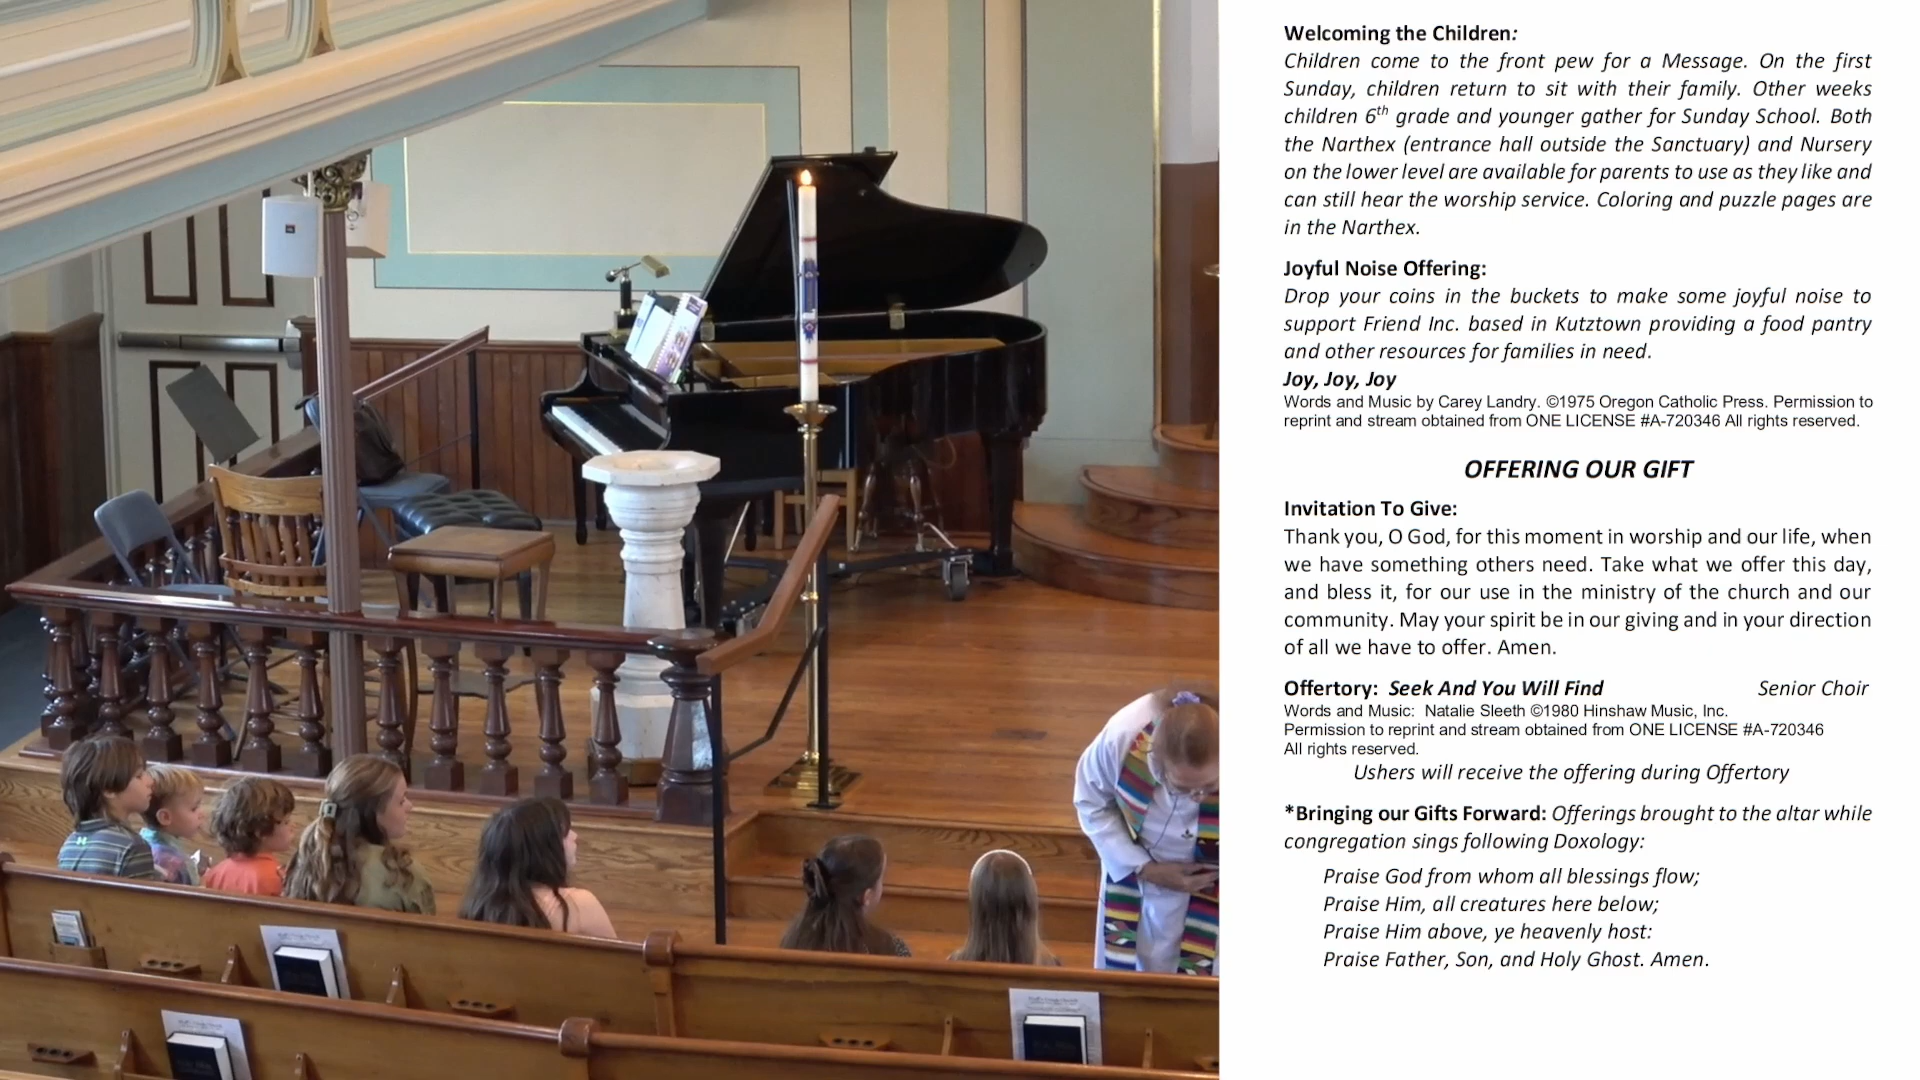 Welcoming the Children:
Children come to the front pew for a Message. On the first
Sunday, children return to sit with their family. Other weeks
children 6th grade and younger gather for Sunday School. Both
the Narthex (entrance hall outside the Sanctuary) and Nursery
on the lower level are available for parents to use as they like and
can still hear the worship service. Coloring and puzzle pages are
in the Narthex.
Joyful Noise Offering:
Drop your coins in the buckets to make some joyful noise to
support Friend Inc. based in Kutztown providing a food pantry
and other resources for families in need.
Joy, Joy, Joy
Words and Music by Carey Landry. ©1975 Oregon Catholic Press. Permission to
reprint and stream obtained from ONE LICENSE #A-720346 All rights reserved.
OFFERING OUR GIFT
Invitation To Give:
Thank you, O God, for this moment in worship and our life, when
we have something others need. Take what we offer this day,
and bless it, for our use in the ministry of the church and our
community. May your spirit be in our giving and in your direction
of all we have to offer. Amen.
Offertory: Seek And You Will Find Senior Choir
Words and Music: Natalie Sleeth ©1980 Hinshaw Music, Inc.
Permission to reprint and stream obtained from ONE LICENSE #A-720346
All rights reserved.
Ushers will receive the offering during Offertory
*Bringing our Gifts Forward: Offerings brought to the altar while
congregation sings following Doxology:
Praise God from whom all blessings flow;
Praise Him, all creatures here below;
Praise Him above, ye heavenly host:
Praise Father, Son, and Holy Ghost. Amen.